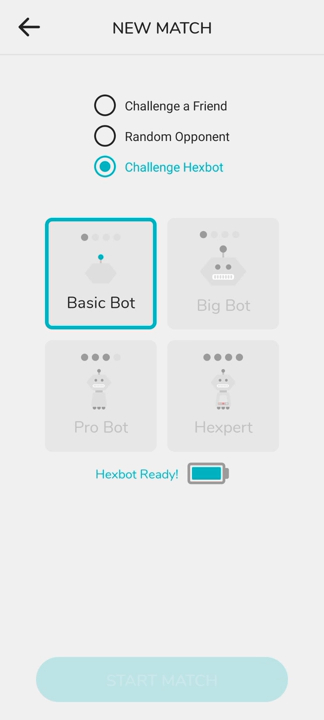 NEW MATCH
Challenge a Friend
Random Opponent
Challenge Hexbot
Basic Bot
Big Bot
Pro Bot
Hexpert
Hexbot Ready!
START MATCH